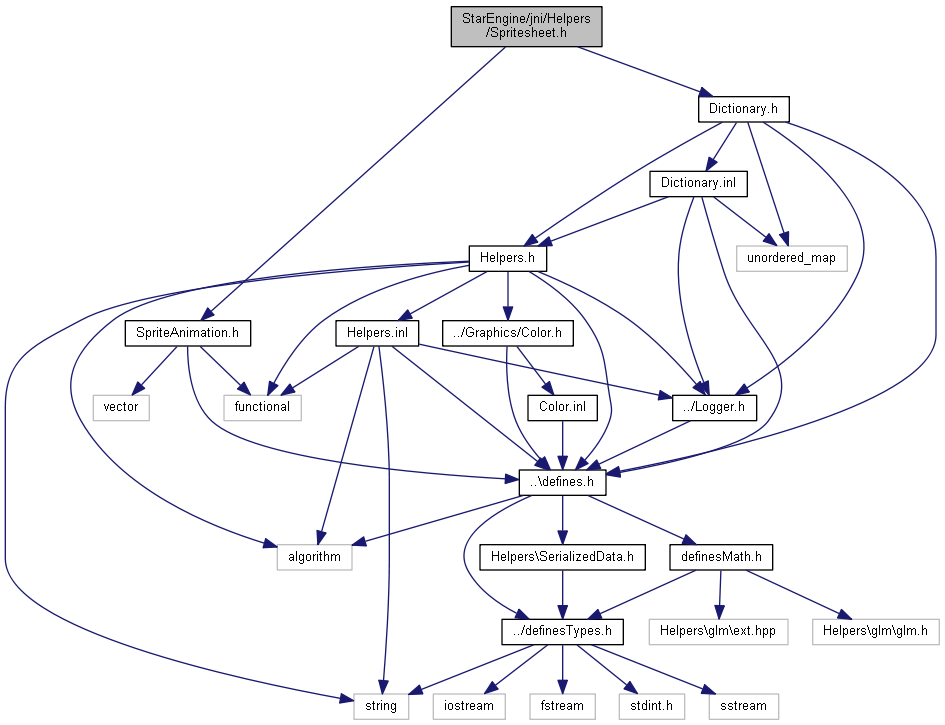 StarEngine/jni/Helpers
/Spritesheet.h
Dictionary.h
Dictionary.inl
Helpers.h
unordered_map
SpriteAnimation.h
Helpers.inl
../Graphics/Color.h
vector
functional
Color.inl
../Logger.h
..\defines.h
algorithm
Helpers\SerializedData.h
definesMath.h
../definesTypes.h
Helpers\glm\ext.hpp
Helpers\glm\glm.h
string
iostream
fstream
stdint.h
sstream